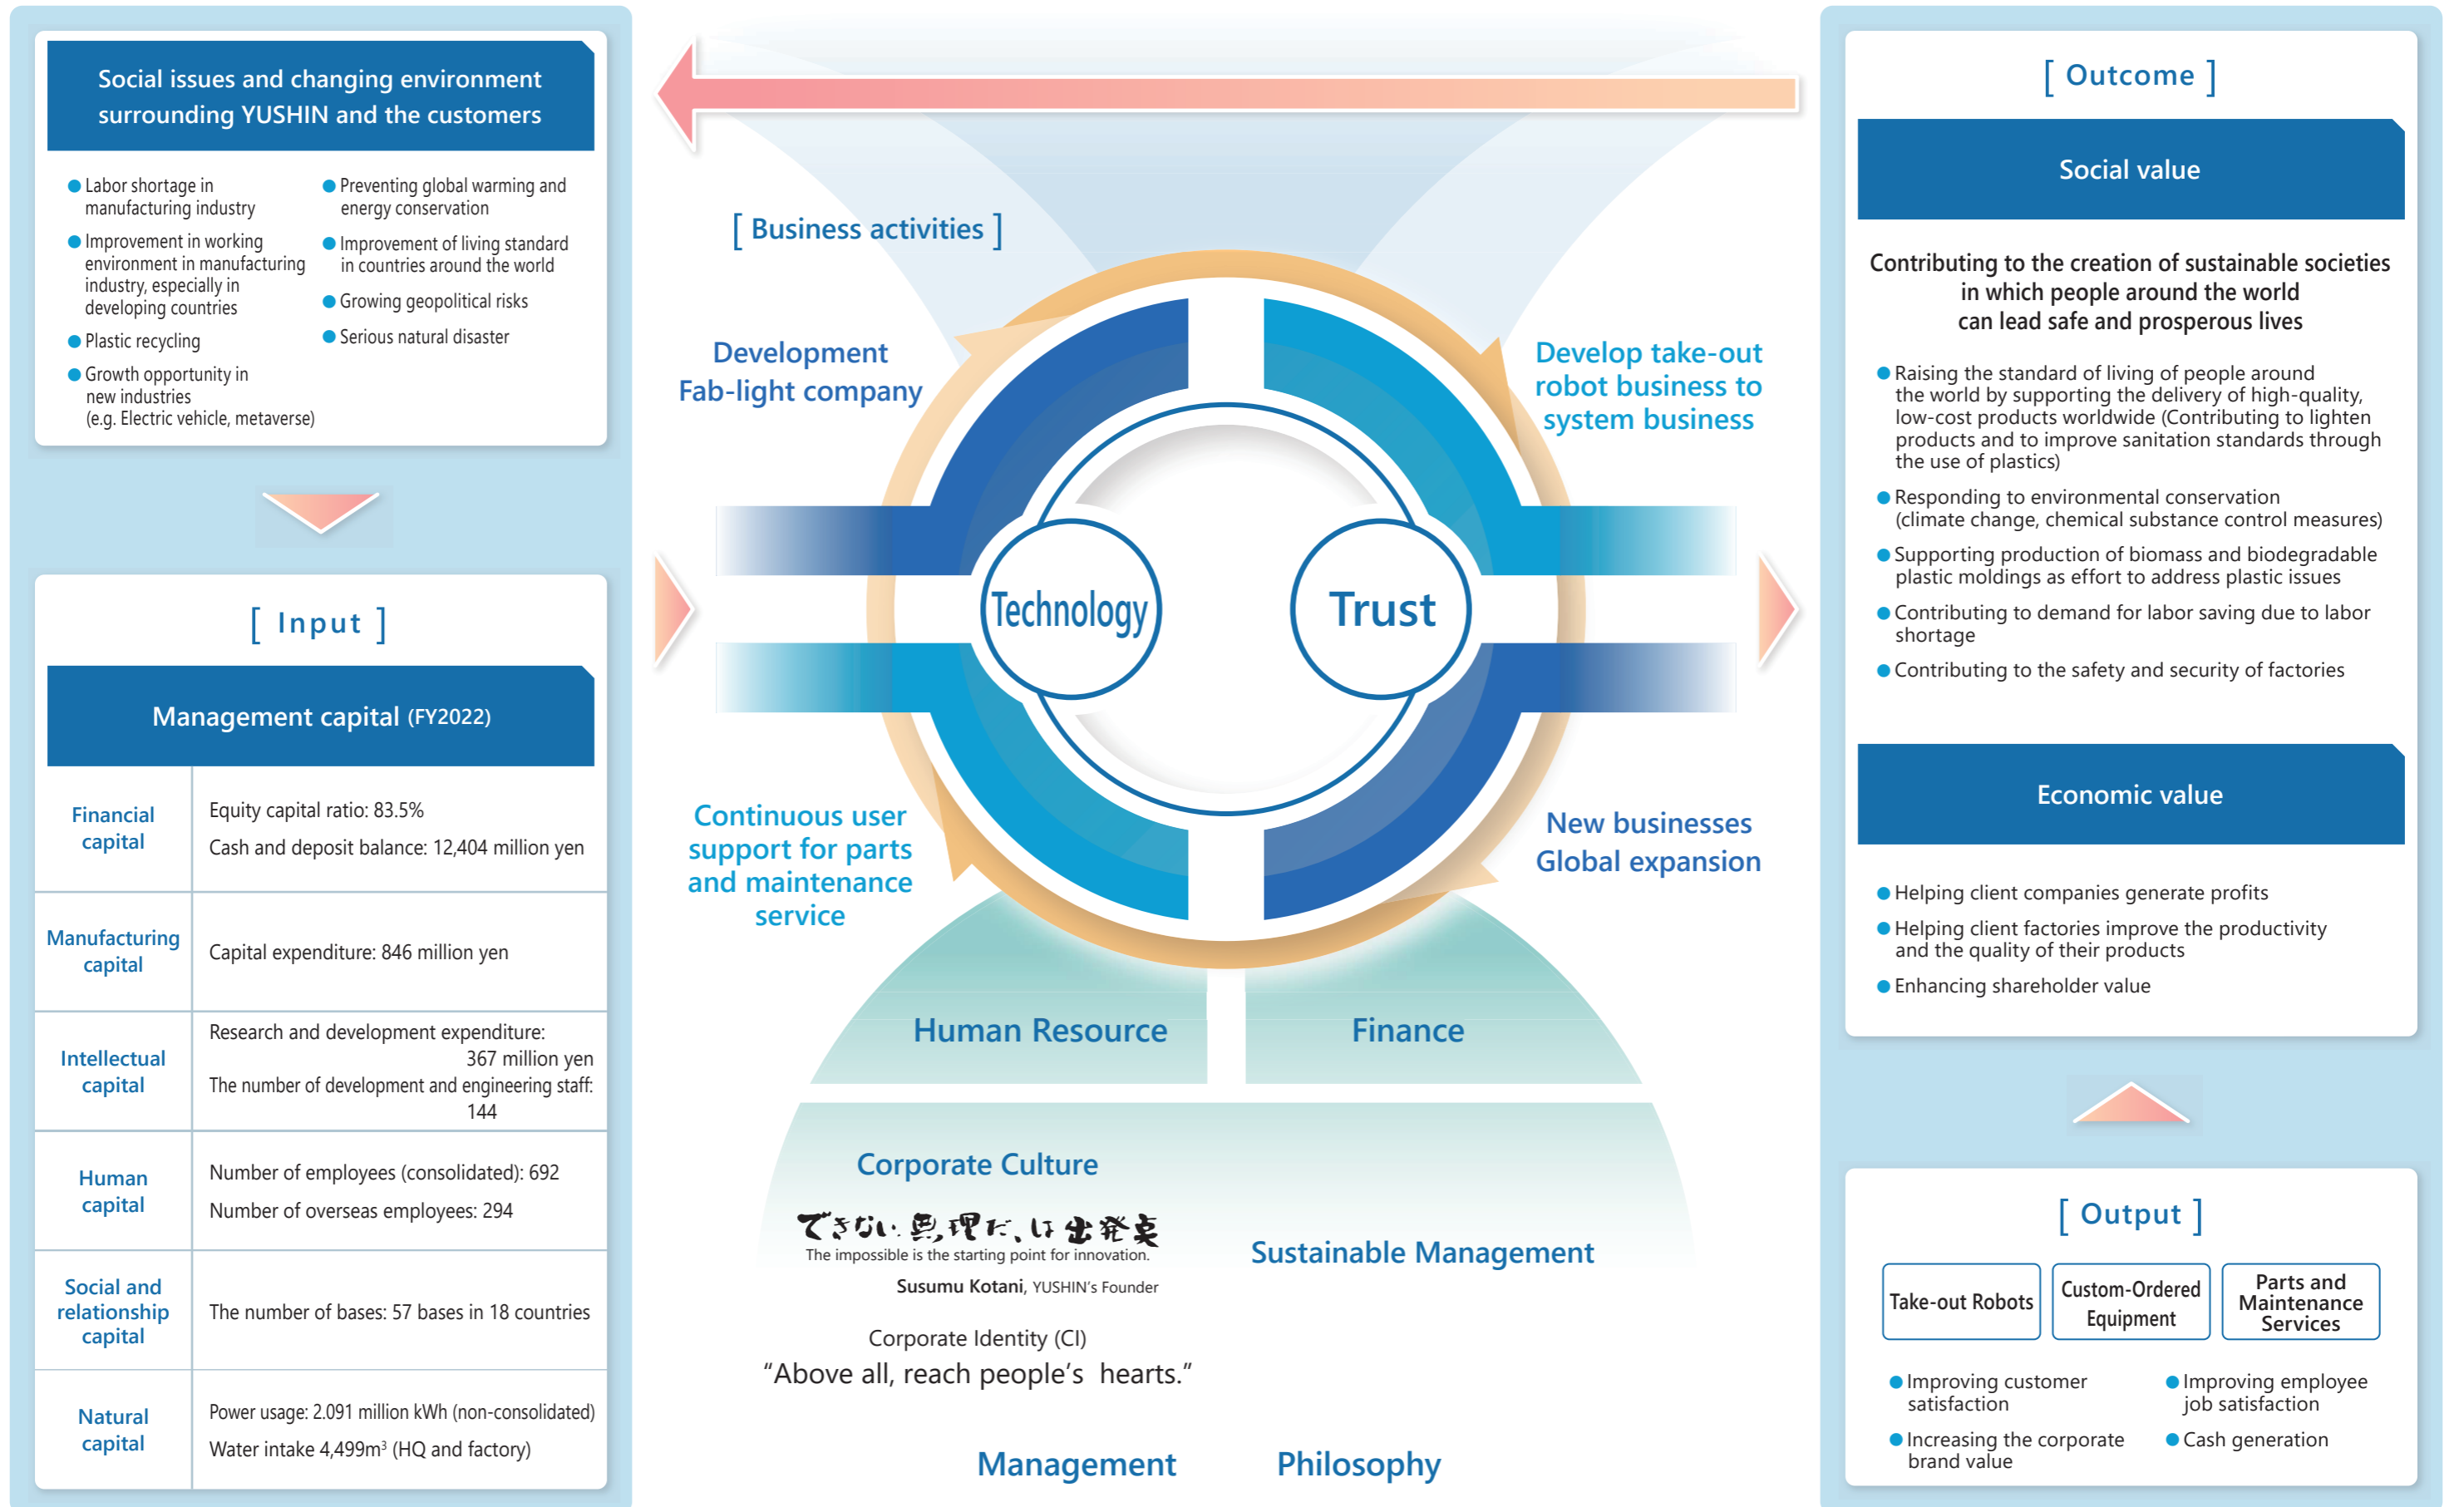 Social issues and changing environment
surrounding YUSHIN and the customers
● Labor shortage in
manufacturing industry
● Improvement in working
environment in manufacturing
industry, especially in
developing countries
● Plastic recycling
● Growth opportunity in
new industries
(e.g. Electric vehicle, metaverse)
● Preventing global warming and
energy conservation
● Improvement of living standard
in countries around the world
● Growing geopolitical risks
● Serious natural disaster
[ Input ]
Management capital (FY2022)
Financial
capital
Equity capital ratio: 83.5%
Cash and deposit balance: 12,404 million yen
Manufacturing
capital
Capital expenditure: 846 million yen
Intellectual
capital
Research and development expenditure:
367 million yen
The number of development and engineering staff:
144
Human
capital
Number of employees (consolidated): 692
Number of overseas employees: 294
Social and
relationship
capital
The number of bases: 57 bases in 18 countries
Natural
capital
Power usage: 2.091 million kWh (non-consolidated)
Water intake 4,499m³ (HQ and factory)
[ Business activities ]
Development
Fab-light company
Develop take-out
robot business to
system business
Technology
Trust
Continuous user
support for parts
and maintenance
service
New businesses
Global expansion
Human Resource
Finance
Corporate Culture
できない.無理だ、は出発点
The impossible is the starting point for innovation.
Susumu Kotani, YUSHIN's Founder
Sustainable Management
Corporate Identity (CI)
“Above all, reach people's hearts.”
Management Philosophy
[ Outcome ]
Social value
Contributing to the creation of sustainable societies
in which people around the world
can lead safe and prosperous lives
● Raising the standard of living of people around
the world by supporting the delivery of high-quality,
low-cost products worldwide (Contributing to lighten
products and to improve sanitation standards through
the use of plastics)
● Responding to environmental conservation
(climate change, chemical substance control measures)
● Supporting production of biomass and biodegradable
plastic moldings as effort to address plastic issues
● Contributing to demand for labor saving due to labor
shortage
● Contributing to the safety and security of factories
Economic value
● Helping client companies generate profits
● Helping client factories improve the productivity
and the quality of their products
● Enhancing shareholder value
[ Output ]
Take-out Robots
Custom-Ordered
Equipment
Parts and
Maintenance
Services
● Improving customer
satisfaction
● Increasing the corporate
brand value
● Improving employee
job satisfaction
● Cash generation